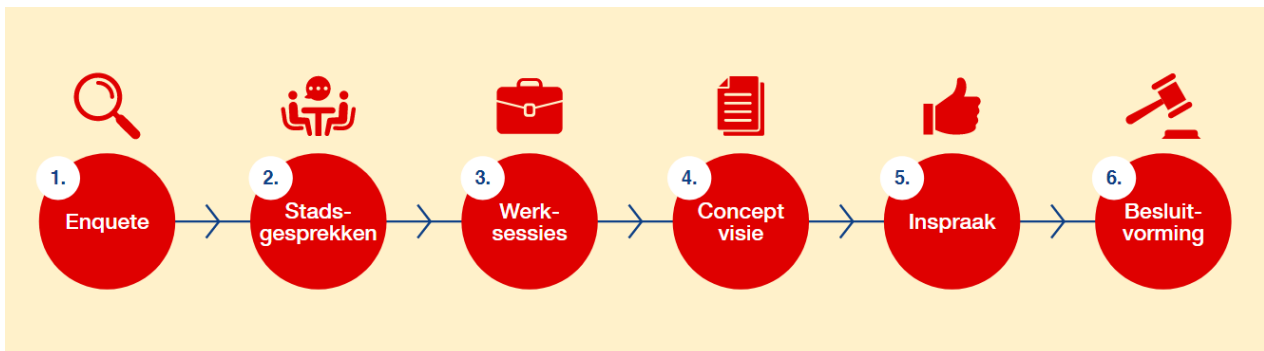 1.
Enquete
2.
Stads-
gesprekken
3.
Werk-
sessies
4.
Concept
visie
5.
Inspraak
6.
Besluit-
vorming